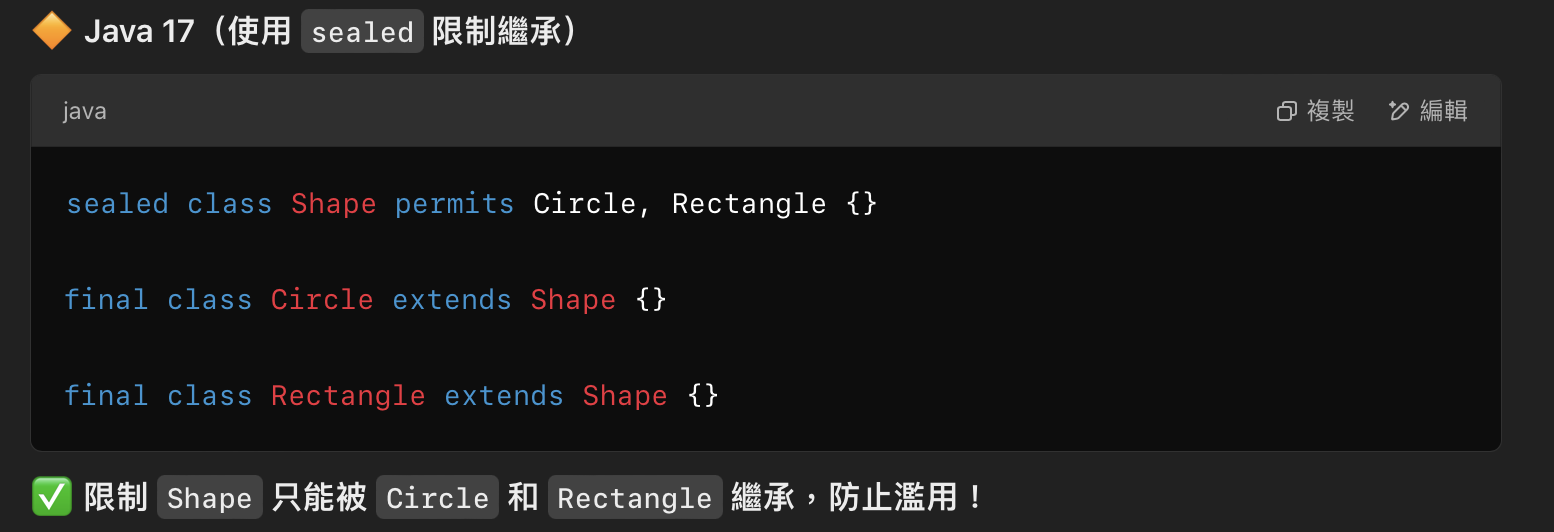 🔶 Java 17（使用 sealed 限制繼承）
java 複製 編輯
sealed class Shape permits Circle, Rectangle {}
final class Circle extends Shape {}
final class Rectangle extends Shape {}
✅ 限制 Shape 只能被 Circle 和 Rectangle 繼承，防止濫用！